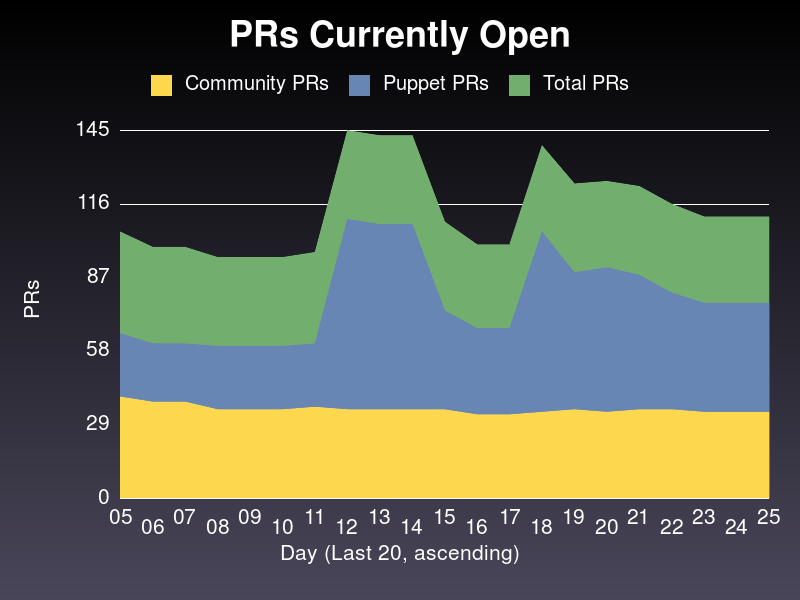 PRs Currently Open
Community PRs Puppet PRs Total PRs
145
116
87
58
29
0
PRs
05 06 07 08 09 10 11 12 13 14 15 16 17 18 19 20 21 22 23 24 25
Day (Last 20, ascending)